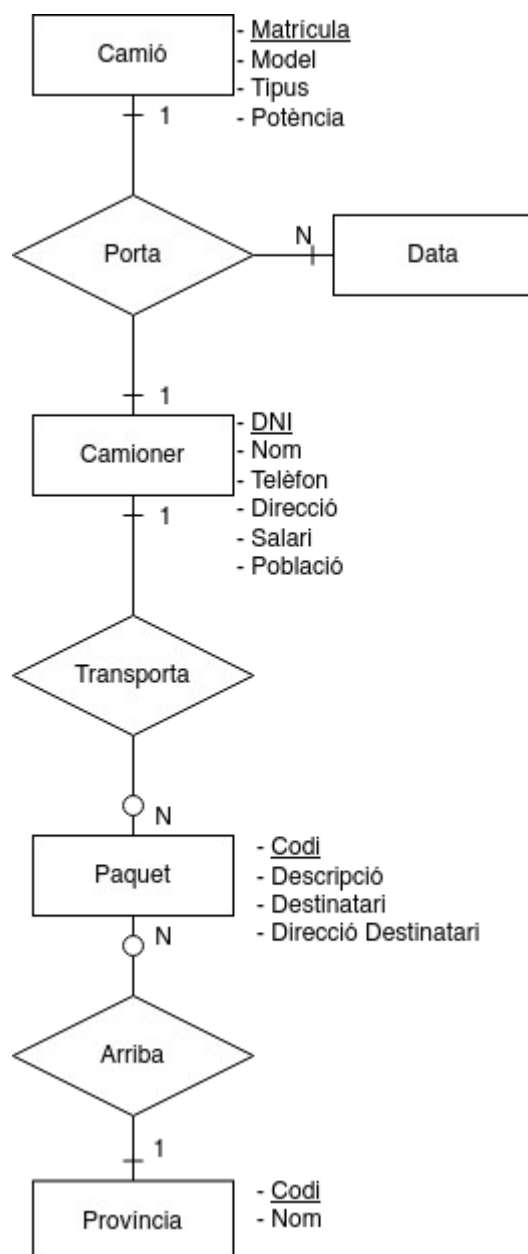 Camió
- Matrícula
- Model
- Tipus
- Potència
1
Porta
N
Data
1
Camioner
- DNI
- Nom
- Telèfon
- Direcció
- Salari
- Població
1
Transporta
N
Paquet
- Codi
- Descripció
- Destinatari
- Direcció Destinatari
N
Arriba
1
Província
- Codi
- Nom